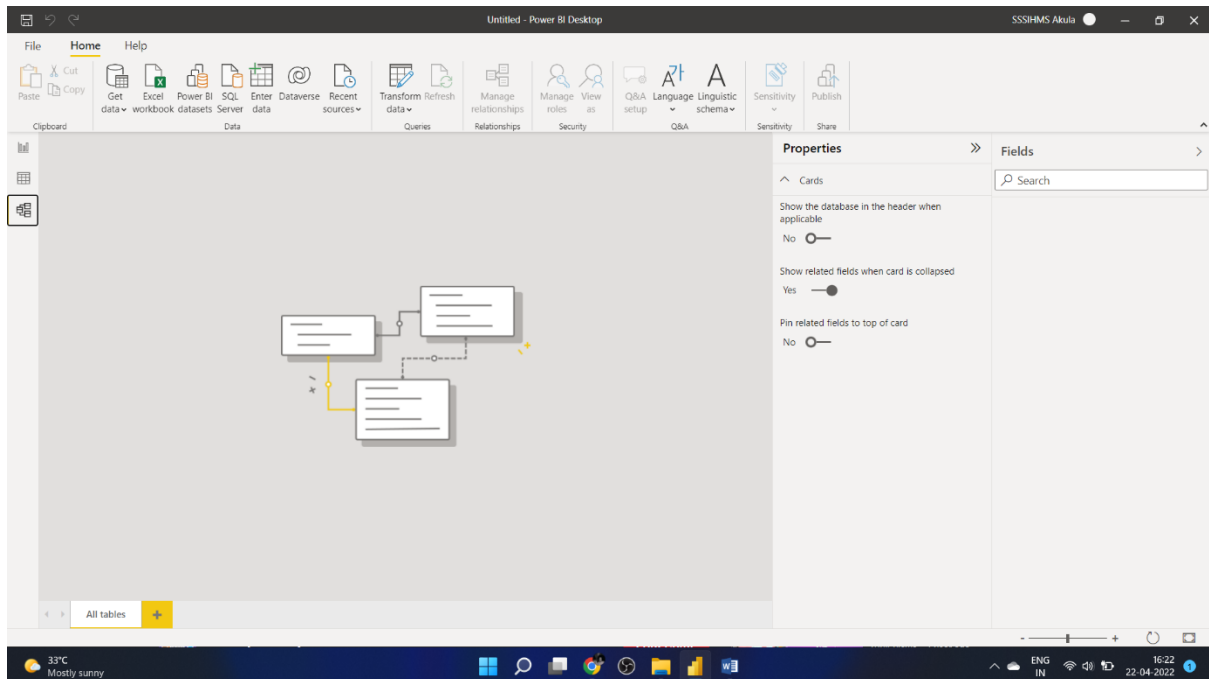 Untitled - Power BI Desktop
SSSIHMS Akula
File Home Help
Paste
Cut
Copy
Clipboard
Get data
Excel workbook
Power BI datasets
SQL Server
Enter data
Dataverse
Recent sources
Data
Transform data
Refresh
Queries
Manage relationships
Relationships
Manage roles
View as
Security
Q&A setup
Language
Linguistic schema
Q&A
Sensitivity
Sensitivity
Publish
Share
Properties
Cards
Show the database in the header when
applicable
No
Show related fields when card is collapsed
Yes
Pin related fields to top of card
No
Fields
Search
All tables
33°C
Mostly sunny
ENG
IN
16:22
22-04-2022
1